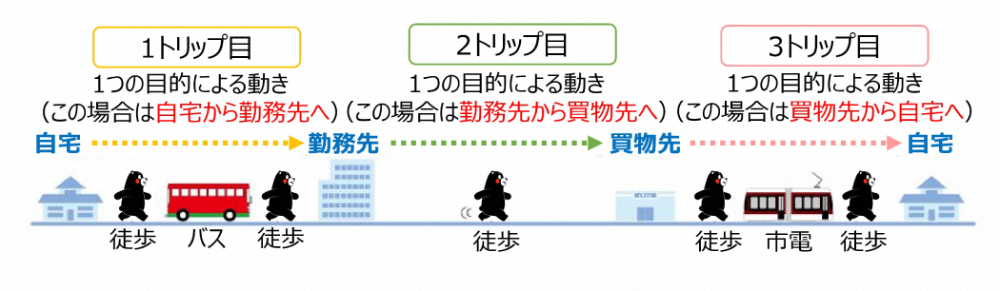 1トリップ目
1つの目的による動き
（この場合は自宅から勤務先へ）
2トリップ目
1つの目的による動き
（この場合は勤務先から買物先へ）
3トリップ目
1つの目的による動き
（この場合は買物先から自宅へ）
自宅 勤務先 買物先 自宅
徒歩 バス 徒歩 徒歩 徒歩 市電 徒歩